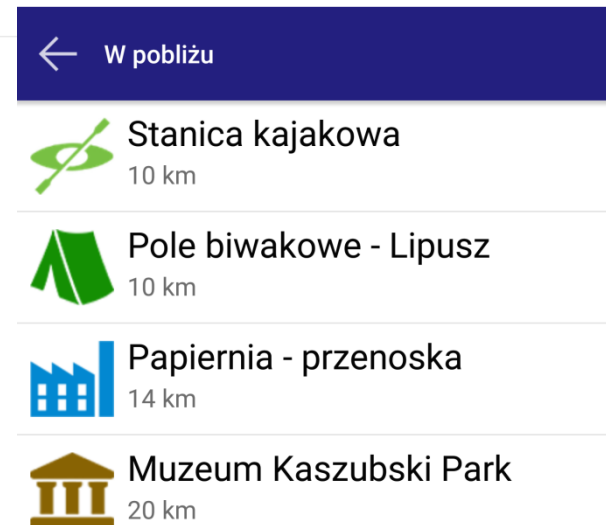 W pobliżu
Stanica kajakowa
10 km
Pole biwakowe - Lipusz
10 km
Papiernia - przenoska
14 km
Muzeum Kaszubski Park
20 km